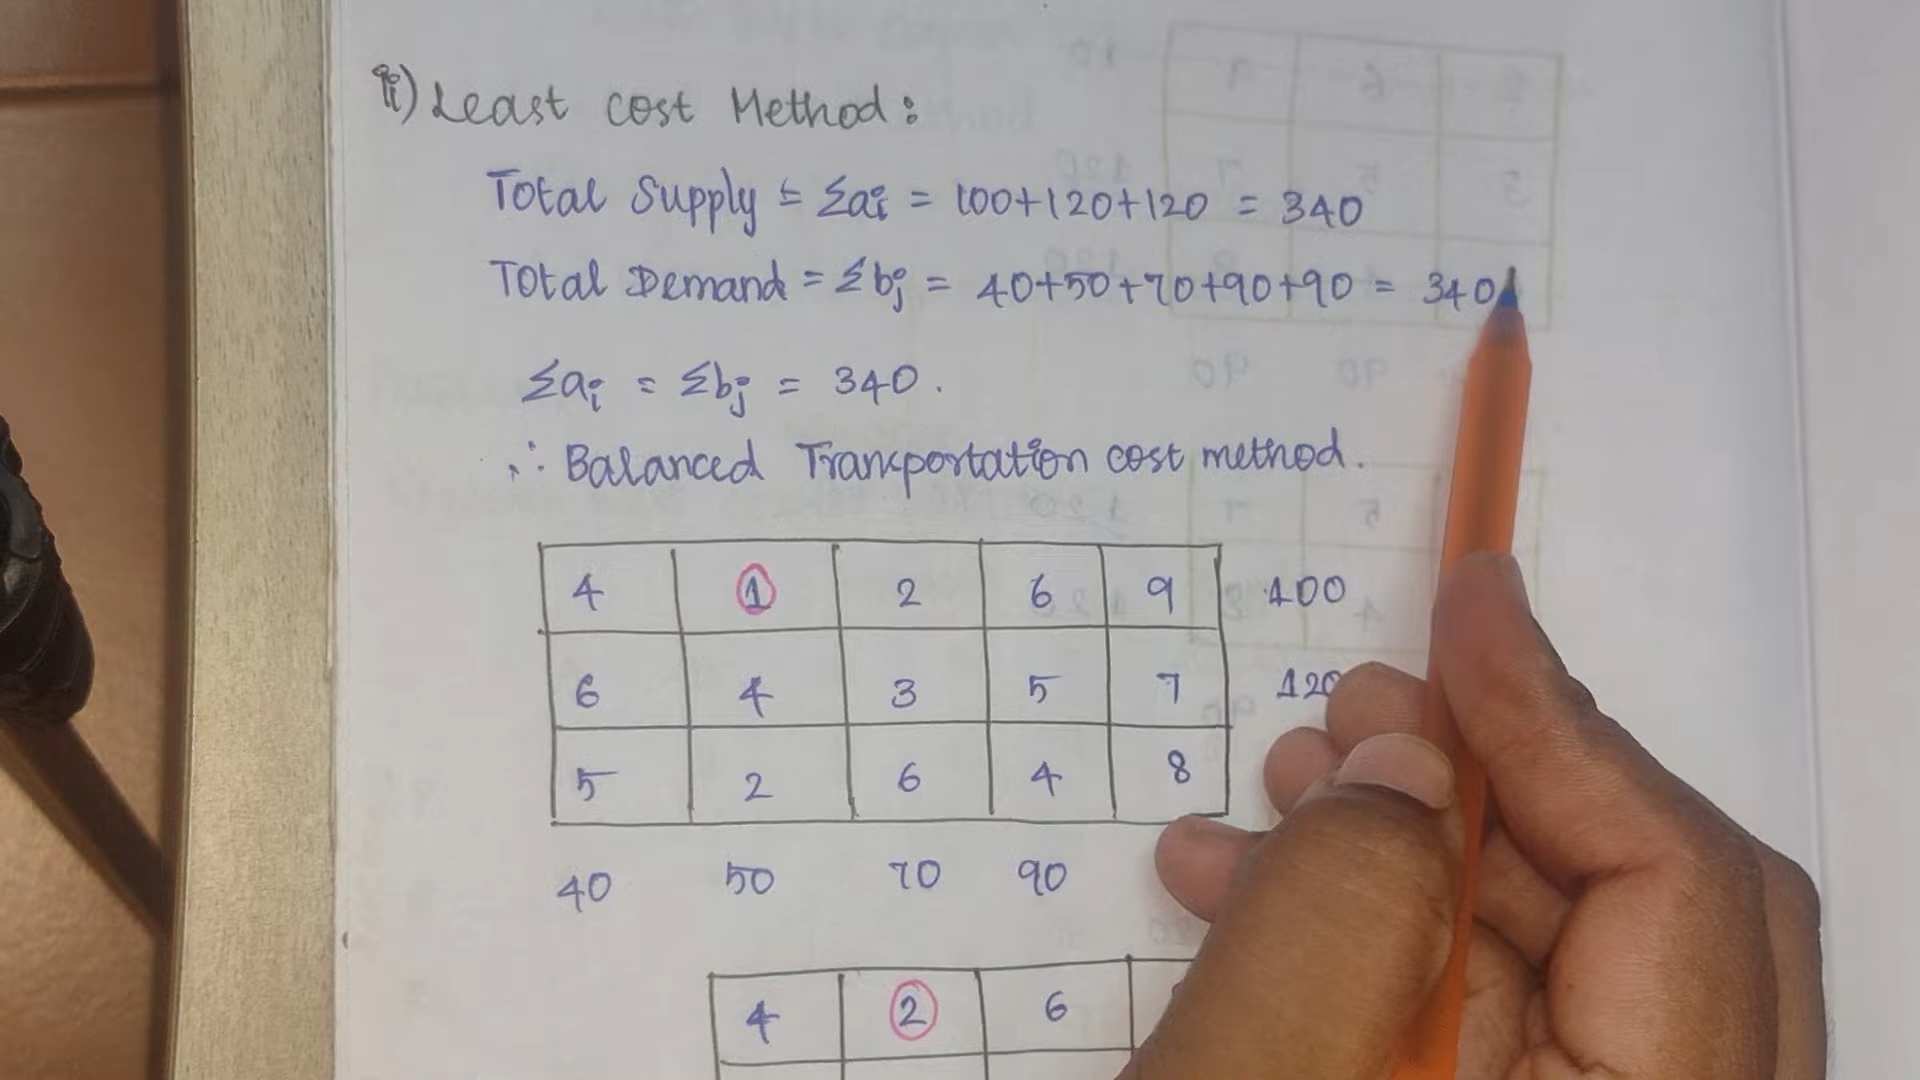 ii) Least cost Method:
Total Supply = Σai = 100+120+120 = 340
Total Demand = Σbj = 40+50+70+90+90 = 340
Σai = Σbj = 340.
∴ Balanced Transportation cost method.
4 1 2 6 9 100
6 4 3 5 7 120
5 2 6 4 8
40 50 70 90
4 2 6